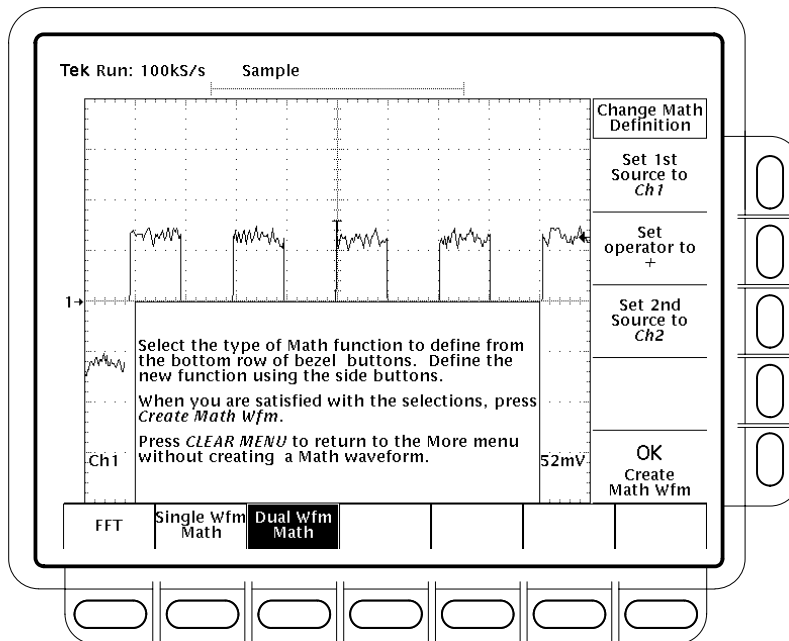 Tek Run: 100kS/s Sample
Change Math
Definition
Set 1st
Source to
Ch1
Set
operator to
+
Set 2nd
Source to
Ch2
OK
Create
Math Wfm
1
Select the type of Math function to define from
the bottom row of bezel buttons. Define the
new function using the side buttons.
When you are satisfied with the selections, press
Create Math Wfm.
Press CLEAR MENU to return to the More menu
without creating a Math waveform.
Ch1
52mV
FFT
Single Wfm
Math
Dual Wfm
Math